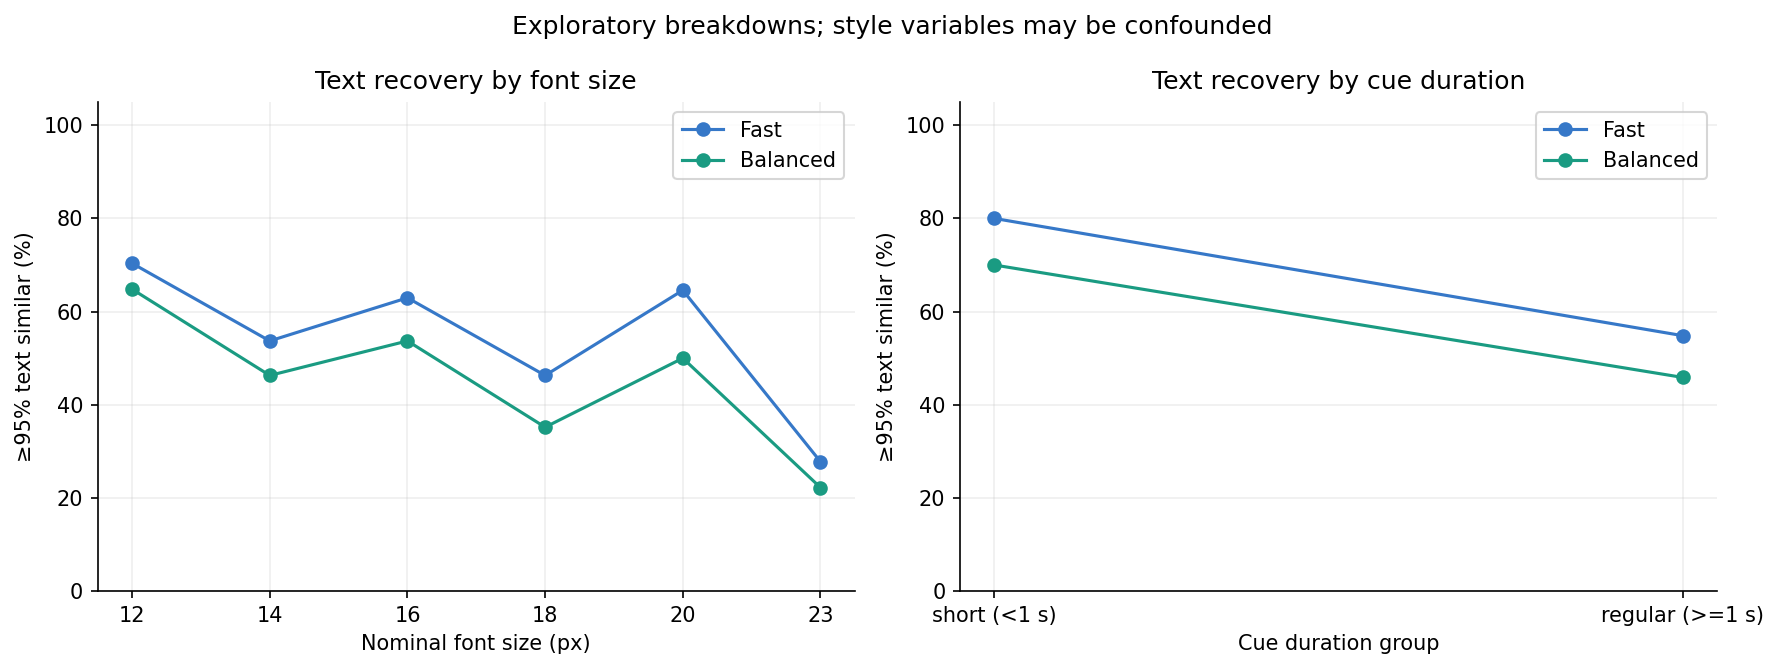 Exploratory breakdowns; style variables may be confounded
Text recovery by font size
≥95% text similar (%)
100
80
60
40
20
0
Fast
Balanced
12 14 16 18 20 23
Nominal font size (px)
Text recovery by cue duration
≥95% text similar (%)
100
80
60
40
20
0
Fast
Balanced
short (<1 s) regular (>=1 s)
Cue duration group